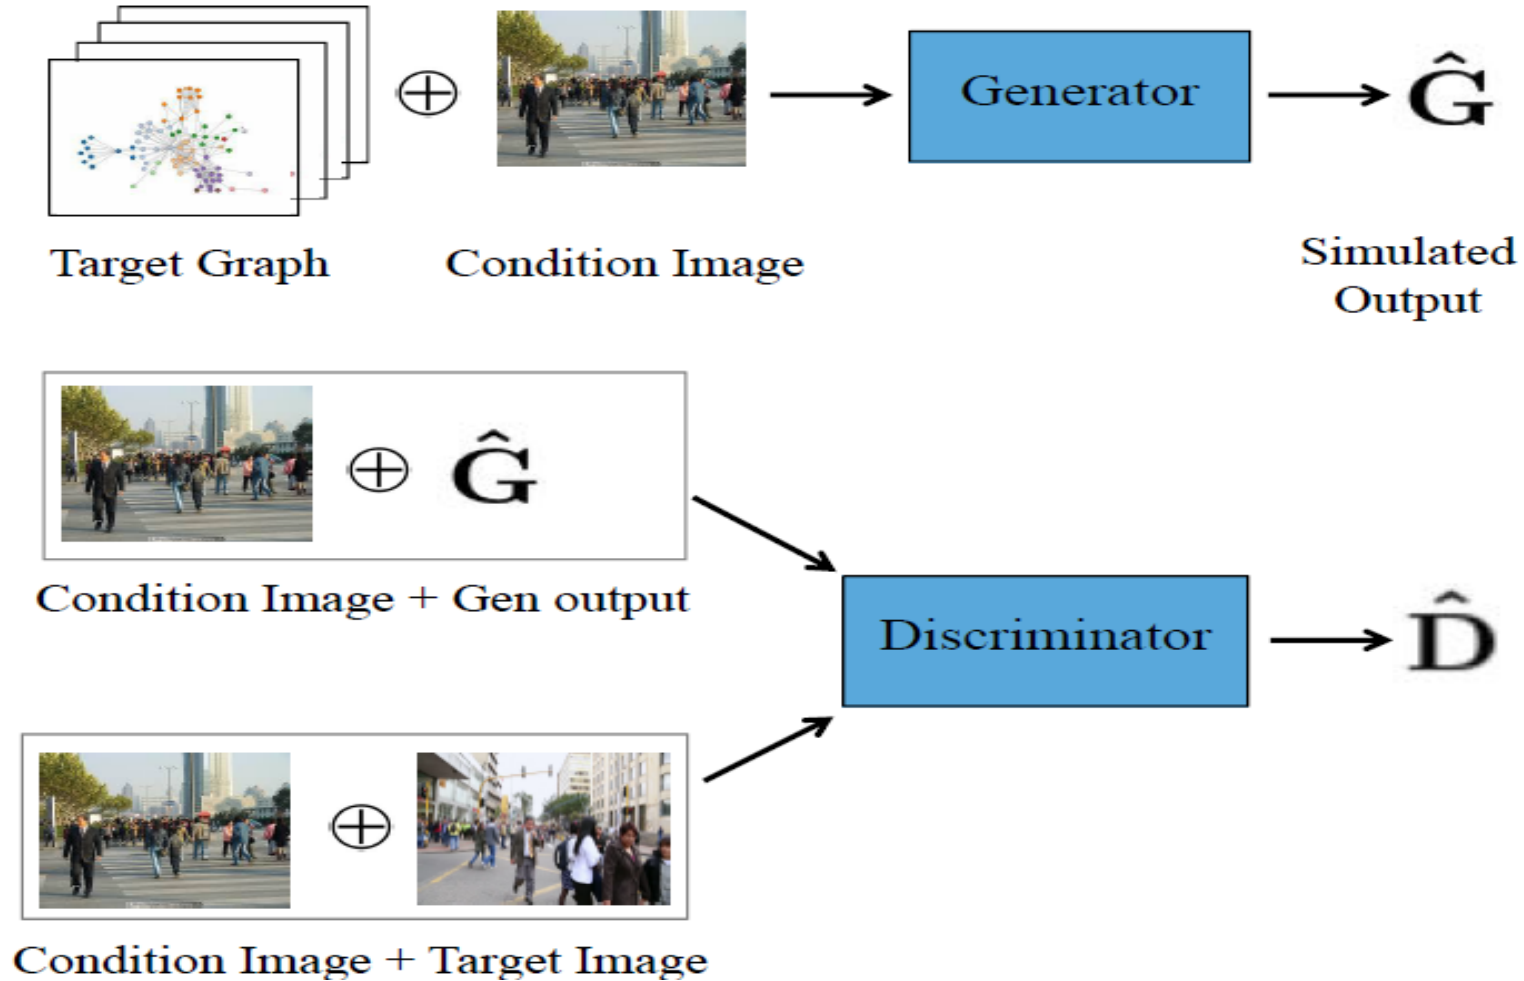 Generator
Ĝ
Target Graph
Condition Image
Simulated
Output
Ĝ
Condition Image + Gen output
Discriminator
D̂
Condition Image + Target Image